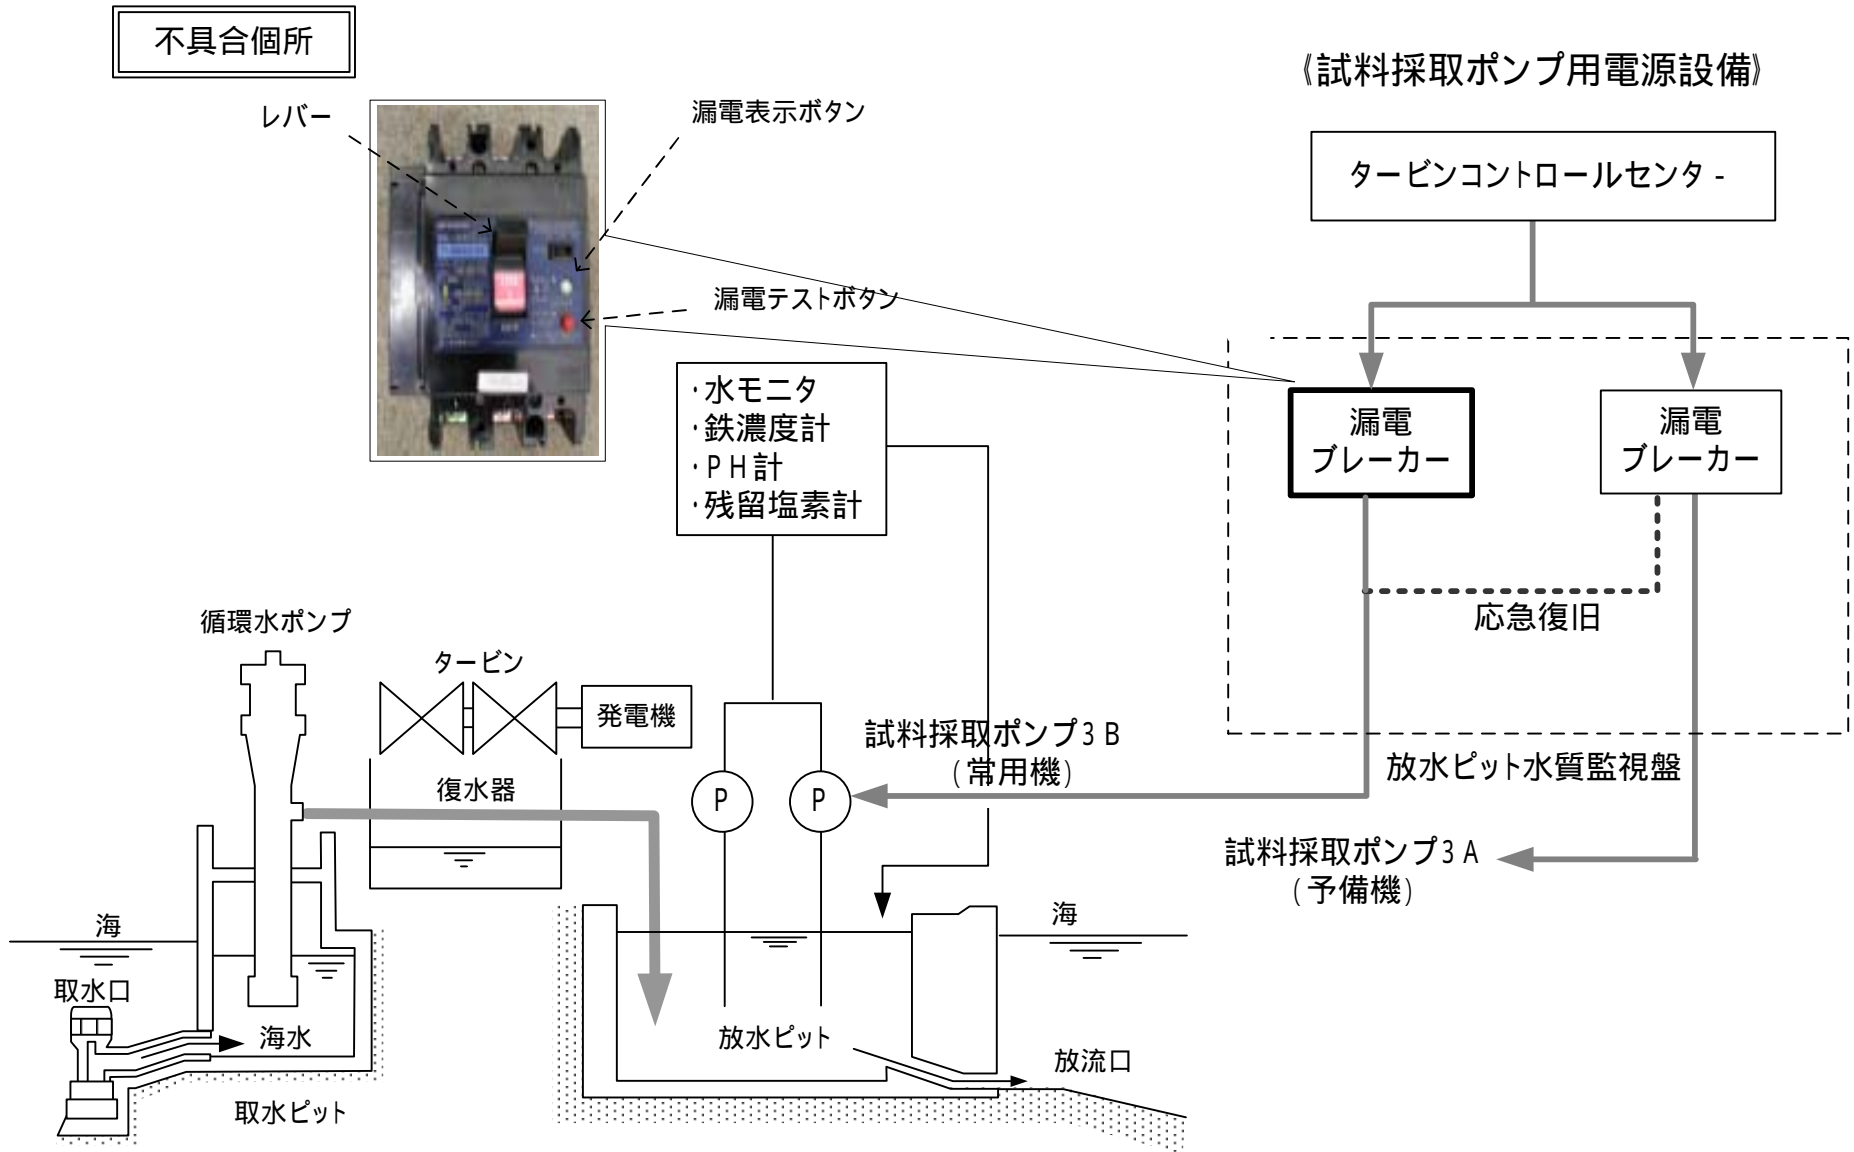 不具合個所
《試料採取ポンプ用電源設備》
レバー
漏電表示ボタン
漏電テストボタン
タービンコントロールセンタ-
・水モニタ
・鉄濃度計
・PH計
・残留塩素計
漏電
ブレーカー
漏電
ブレーカー
応急復旧
循環水ポンプ
タービン
発電機
復水器
P
P
試料採取ポンプ3B
(常用機)
放水ピット水質監視盤
試料採取ポンプ3A
(予備機)
海
海
取水口
海水
放水ピット
放流口
取水ピット